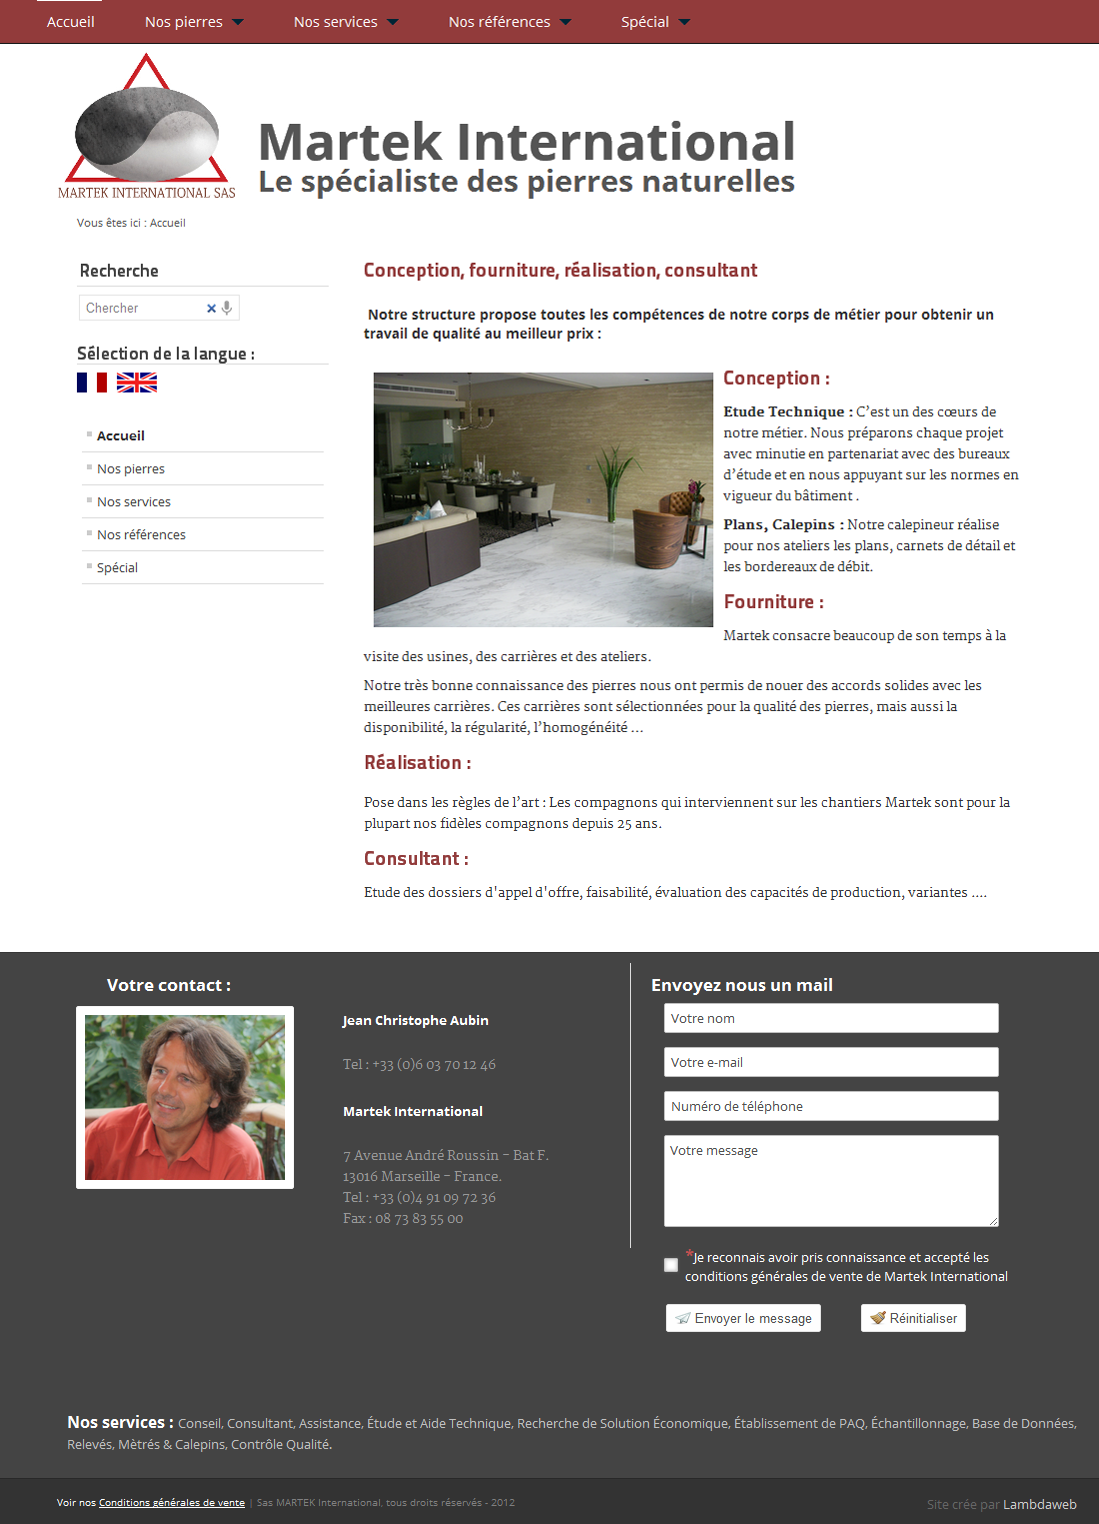 Accueil Nos pierres Nos services Nos références Spécial
MARTEK INTERNATIONAL SAS
Martek International
Le spécialiste des pierres naturelles
Vous êtes ici : Accueil
Recherche
Chercher
Sélection de la langue :
Accueil
Nos pierres
Nos services
Nos références
Spécial
Conception, fourniture, réalisation, consultant
Notre structure propose toutes les compétences de notre corps de métier pour obtenir un
travail de qualité au meilleur prix :
Conception :
Etude Technique : C’est un des cœurs de
notre métier. Nous préparons chaque projet
avec minutie en partenariat avec des bureaux
d’étude et en nous appuyant sur les normes en
vigueur du bâtiment .
Plans, Calepins : Notre calepineur réalise
pour nos ateliers les plans, carnets de détail et
les bordereaux de débit.
Fourniture :
Martek consacre beaucoup de son temps à la
visite des usines, des carrières et des ateliers.
Notre très bonne connaissance des pierres nous ont permis de nouer des accords solides avec les
meilleures carrières. Ces carrières sont sélectionnées pour la qualité des pierres, mais aussi la
disponibilité, la régularité, l’homogénéité ...
Réalisation :
Pose dans les règles de l’art : Les compagnons qui interviennent sur les chantiers Martek sont pour la
plupart nos fidèles compagnons depuis 25 ans.
Consultant :
Etude des dossiers d'appel d'offre, faisabilité, évaluation des capacités de production, variantes ....
Votre contact :
Jean Christophe Aubin
Tel : +33 (0)6 03 70 12 46
Martek International
7 Avenue André Roussin - Bat F.
13016 Marseille - France.
Tel : +33 (0)4 91 09 72 36
Fax : 08 73 83 55 00
Envoyez nous un mail
Votre nom
Votre e-mail
Numéro de téléphone
Votre message
*Je reconnais avoir pris connaissance et accepté les
conditions générales de vente de Martek International
Envoyer le message Réinitialiser
Nos services : Conseil, Consultant, Assistance, Étude et Aide Technique, Recherche de Solution Économique, Établissement de PAQ, Échantillonnage, Base de Données,
Relevés, Mètrés & Calepins, Contrôle Qualité.
Voir nos Conditions générales de vente | Sas MARTEK International, tous droits réservés - 2012
Site crée par Lambdaweb